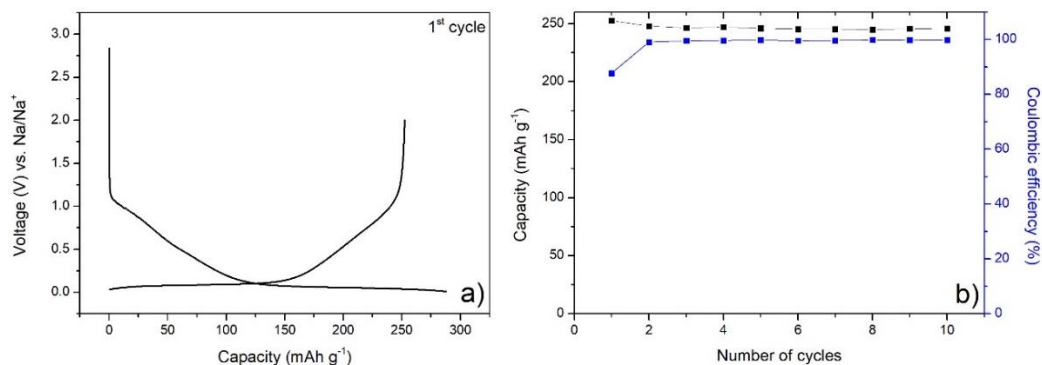 1st cycle
Voltage (V) vs. Na/Na+
3.0
2.5
2.0
1.5
1.0
0.5
0.0
0 50 100 150 200 250 300
Capacity (mAh g-1)
a)
Capacity (mAh g-1)
250
200
150
100
50
0
0 2 4 6 8 10
Number of cycles
100
80
60
40
20
0
Coulombic efficiency (%)
b)